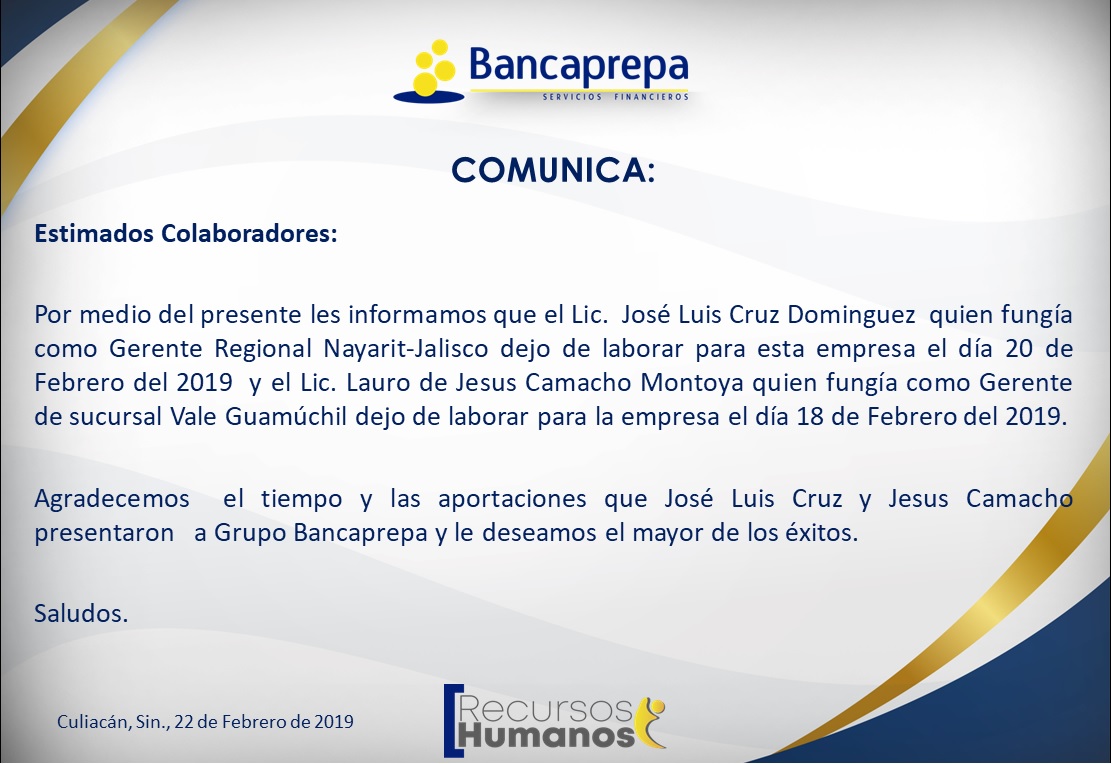 Bancaprepa
SERVICIOS FINANCIEROS
COMUNICA:
Estimados Colaboradores:
Por medio del presente les informamos que el Lic. José Luis Cruz Dominguez quien fungía
como Gerente Regional Nayarit-Jalisco dejo de laborar para esta empresa el día 20 de
Febrero del 2019 y el Lic. Lauro de Jesus Camacho Montoya quien fungía como Gerente
de sucursal Vale Guamúchil dejo de laborar para la empresa el día 18 de Febrero del 2019.
Agradecemos el tiempo y las aportaciones que José Luis Cruz y Jesus Camacho
presentaron a Grupo Bancaprepa y le deseamos el mayor de los éxitos.
Saludos.
Culiacán, Sin., 22 de Febrero de 2019
Recursos
Humanos